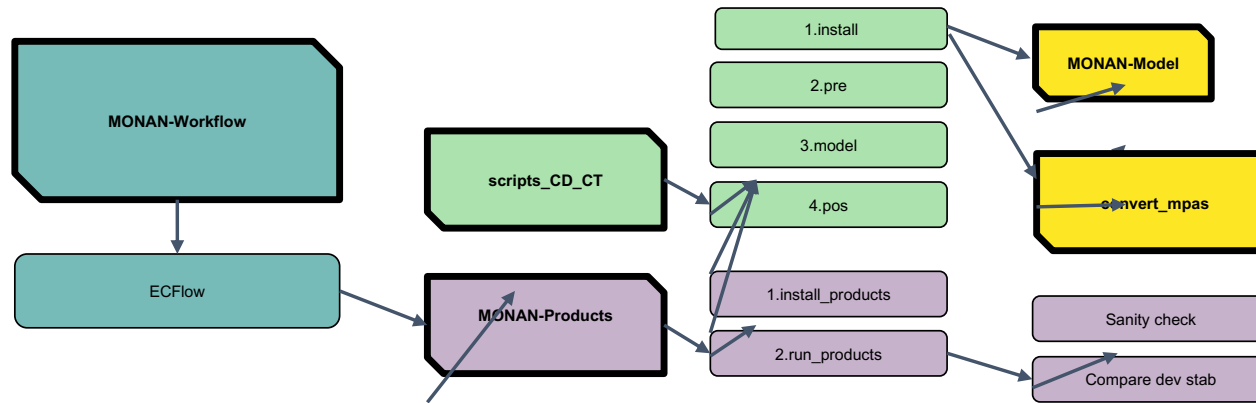 MONAN-Workflow
ECFlow
scripts_CD_CT
MONAN-Products
1.install
2.pre
3.model
4.pos
1.install_products
2.run_products
MONAN-Model
convert_mpas
Sanity check
Compare dev stab